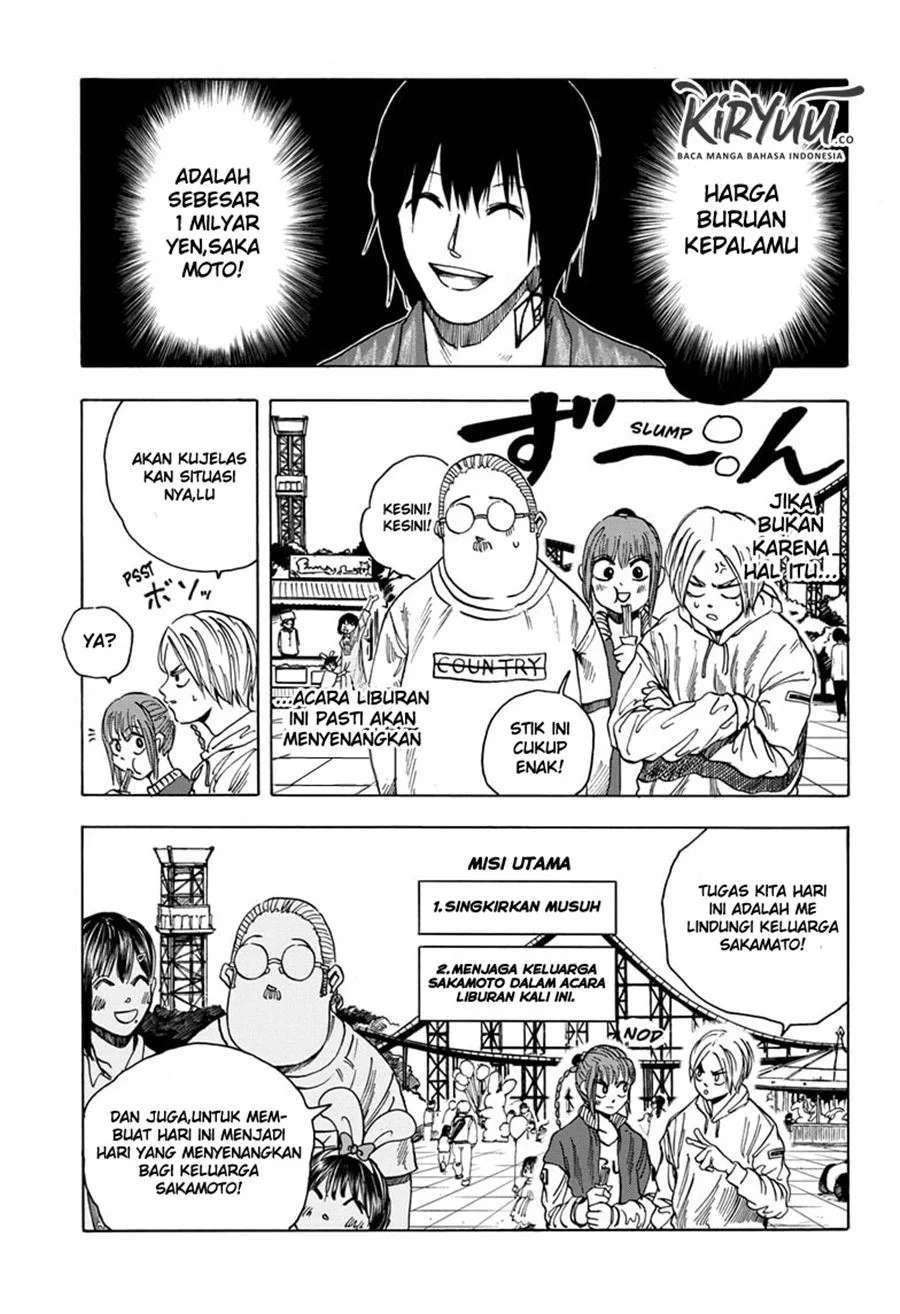 KIRYUU.CO
BACA MANGA BAHASA INDONESIA
HARGA
BURUAN
KEPALAMU
ADALAH
SEBESAR
1 MILYAR
YEN,SAKA
MOTO!
ず〜ん
SLUMP
JIKA
BUKAN
KARENA
HAL ITU...
KESINI!
KESINI!
COUNTRY
...ACARA LIBURAN
INI PASTI AKAN
MENYENANGKAN
STIK INI
CUKUP
ENAK!
AKAN KUJELAS
KAN SITUASI
NYA,LU
PSST
ボソッ
YA?
TUGAS KITA HARI
INI ADALAH ME
LINDUNGI KELUARGA
SAKAMATO!
MISI UTAMA
1.SINGKIRKAN MUSUH
2.MENJAGA KELUARGA
SAKAMOTO DALAM ACARA
LIBURAN KALI INI.
NOD
DAN JUGA,UNTUK MEM-
BUAT HARI INI MENJADI
HARI YANG MENYENANGKAN
BAGI KELUARGA
SAKAMOTO!